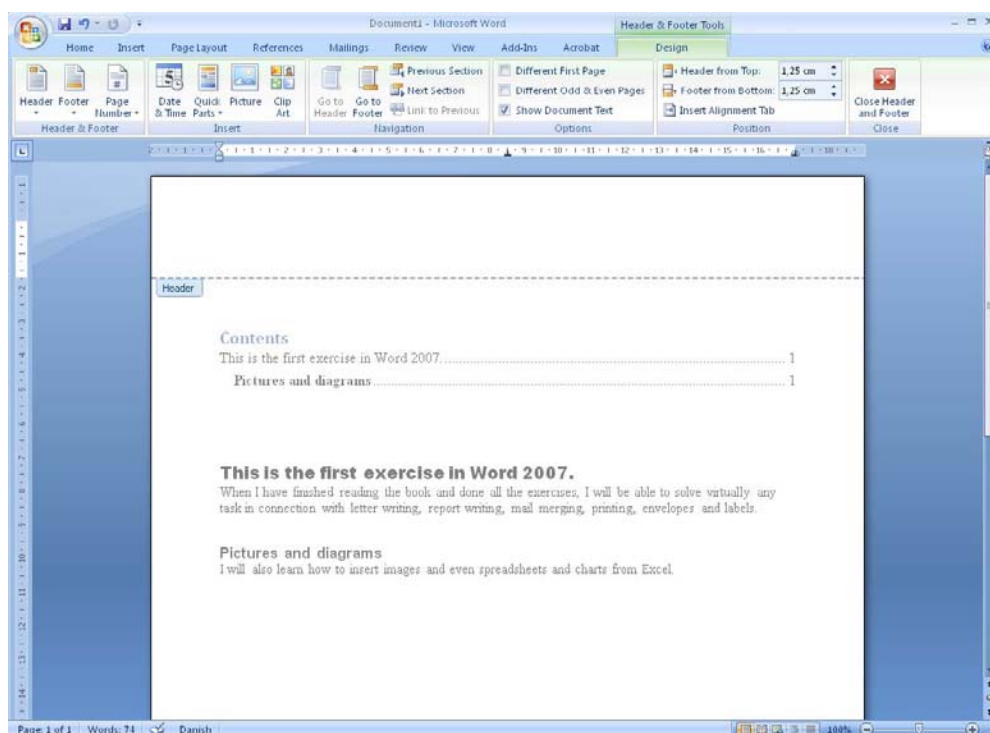 Document1 - Microsoft Word
Header & Footer Tools
Home Insert Page Layout References Mailings Review View Add-Ins Acrobat Design
Header Footer Page Number
Date & Time Quick Parts Picture Clip Art
Go to Header Go to Footer
Previous Section
Next Section
Link to Previous
Different First Page
Different Odd & Even Pages
Show Document Text
Header from Top: 1,25 cm
Footer from Bottom: 1,25 cm
Insert Alignment Tab
Close Header and Footer
Header & Footer Insert Navigation Options Position Close
Header
Contents
This is the first exercise in Word 2007. 1
Pictures and diagrams 1
This is the first exercise in Word 2007.
When I have finished reading the book and done all the exercises, I will be able to solve virtually any
task in connection with letter writing, report writing, mail merging, printing, envelopes and labels.
Pictures and diagrams
I will also learn how to insert images and even spreadsheets and charts from Excel.
Page: 1 of 1 Words: 74 Danish 100%